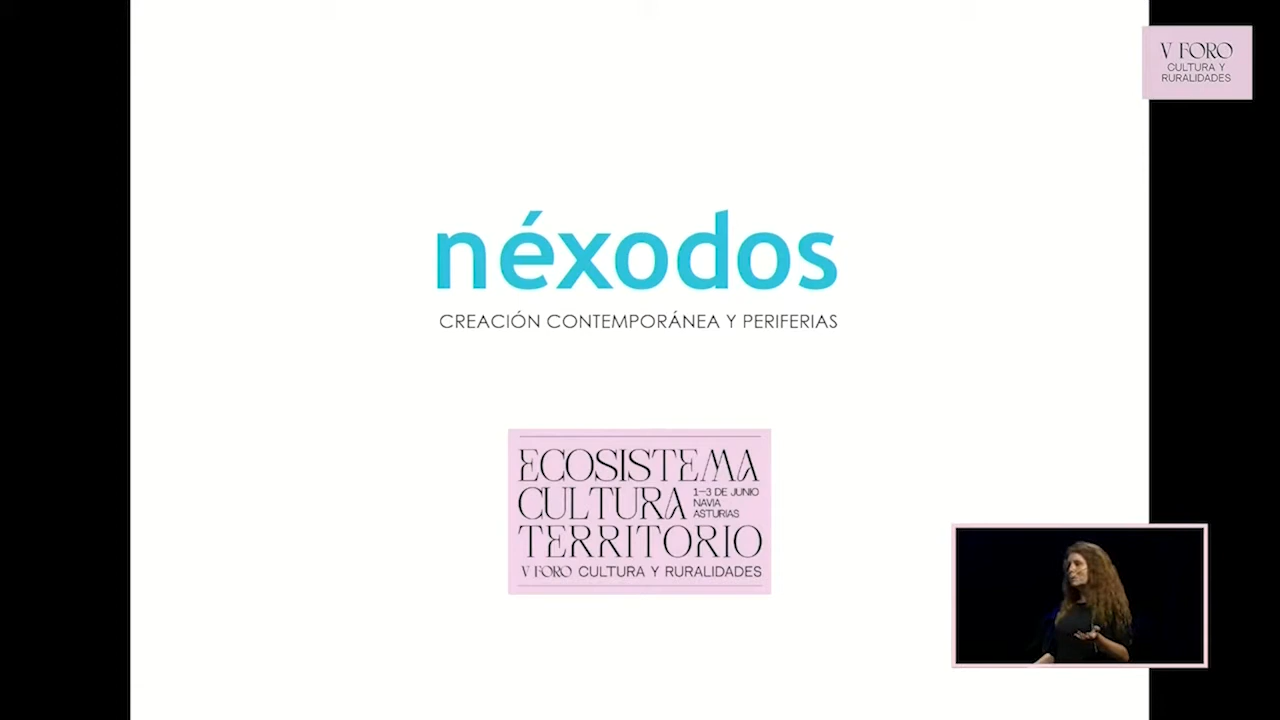 V FORO
CULTURA Y
RURALIDADES
néxodos
CREACIÓN CONTEMPORÁNEA Y PERIFERIAS
ECOSISTEMA
CULTURA
1–3 DE JUNIO
NAVIA
ASTURIAS
TERRITORIO
V FORO CULTURA Y RURALIDADES